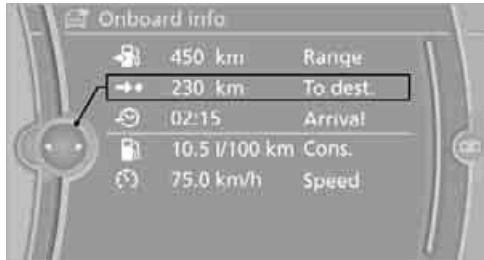 Onboard info
450 km Range
230 km To dest.
02:15 Arrival
10.5 l/100 km Cons.
75.0 km/h Speed